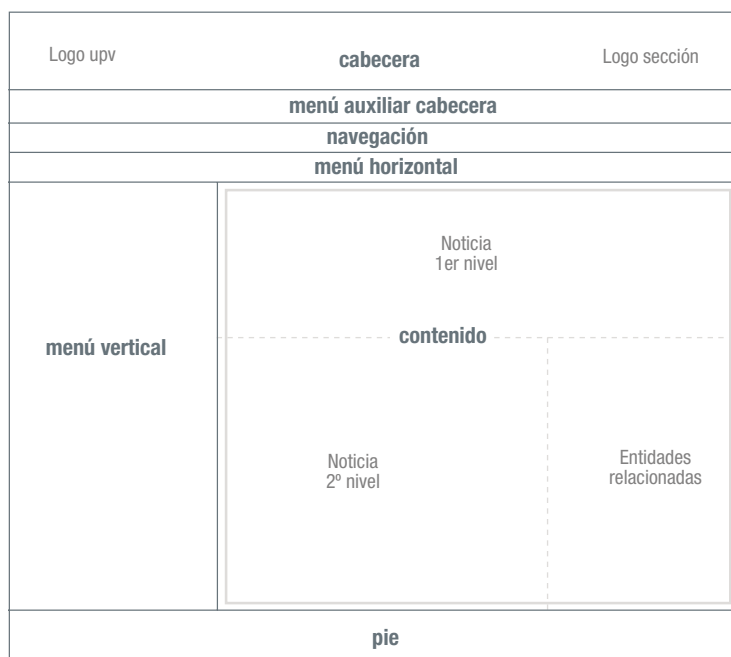 Logo upv
cabecera
Logo sección
menú auxiliar cabecera
navegación
menú horizontal
Noticia
1er nivel
menú vertical
contenido
Noticia
2º nivel
Entidades
relacionadas
pie